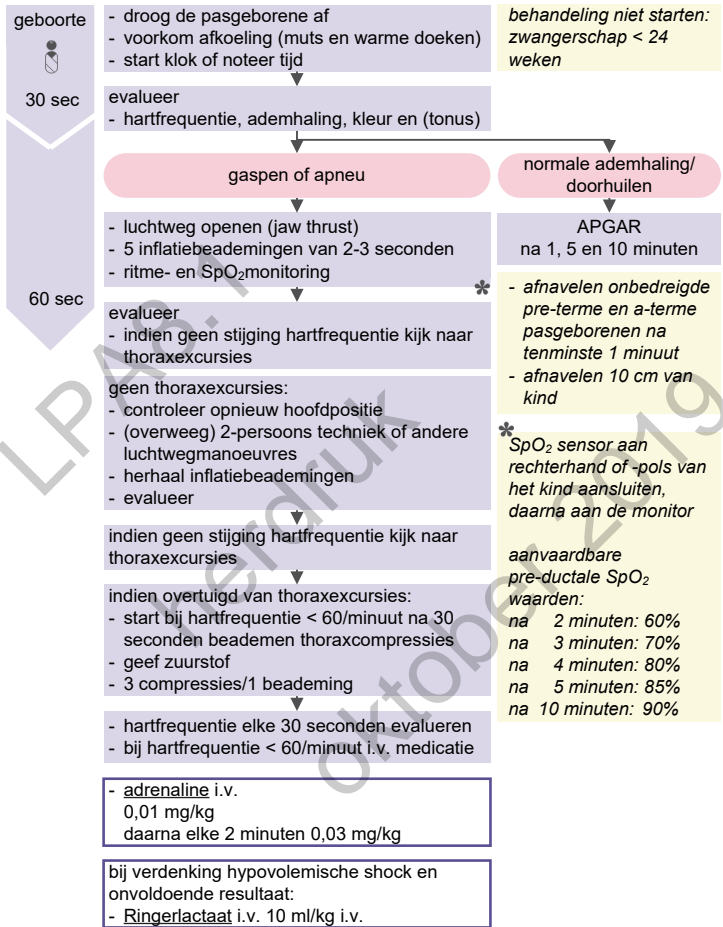 geboorte
30 sec
60 sec
- droog de pasgeborene af
- voorkom afkoeling (muts en warme doeken)
- start klok of noteer tijd
behandeling niet starten:
zwangerschap < 24
weken
evalueer
- hartfrequentie, ademhaling, kleur en (tonus)
gaspen of apneu
normale ademhaling/
doorhuilen
- luchtweg openen (jaw thrust)
- 5 inflatiebeademingen van 2-3 seconden
- ritme- en SpO₂monitoring
*
APGAR
na 1, 5 en 10 minuten
evalueer
- indien geen stijging hartfrequentie kijk naar
thoraxexcursies
- afnavelen onbedreigde
pre-terme en a-terme
pasgeborenen na
tenminste 1 minuut
- afnavelen 10 cm van
kind
geen thoraxexcursies:
- controleer opnieuw hoofdpositie
- (overweeg) 2-persoons techniek of andere
luchtwegmanoeuvres
- herhaal inflatiebeademingen
- evalueer
*
SpO₂ sensor aan
rechterhand of -pols van
het kind aansluiten,
daarna aan de monitor
aanvaardbare
pre-ductale SpO₂
waarden:
na 2 minuten: 60%
na 3 minuten: 70%
na 4 minuten: 80%
na 5 minuten: 85%
na 10 minuten: 90%
indien geen stijging hartfrequentie kijk naar
thoraxexcursies
indien overtuigd van thoraxexcursies:
- start bij hartfrequentie < 60/minuut na 30
seconden beademen thoraxcompressies
- geef zuurstof
- 3 compressies/1 beademing
- hartfrequentie elke 30 seconden evalueren
- bij hartfrequentie < 60/minuut i.v. medicatie
- adrenaline i.v.
0,01 mg/kg
daarna elke 2 minuten 0,03 mg/kg
bij verdenking hypovolemische shock en
onvoldoende resultaat:
- Ringerlactaat i.v. 10 ml/kg i.v.
LPA8.1
herdruk
oktober 2019